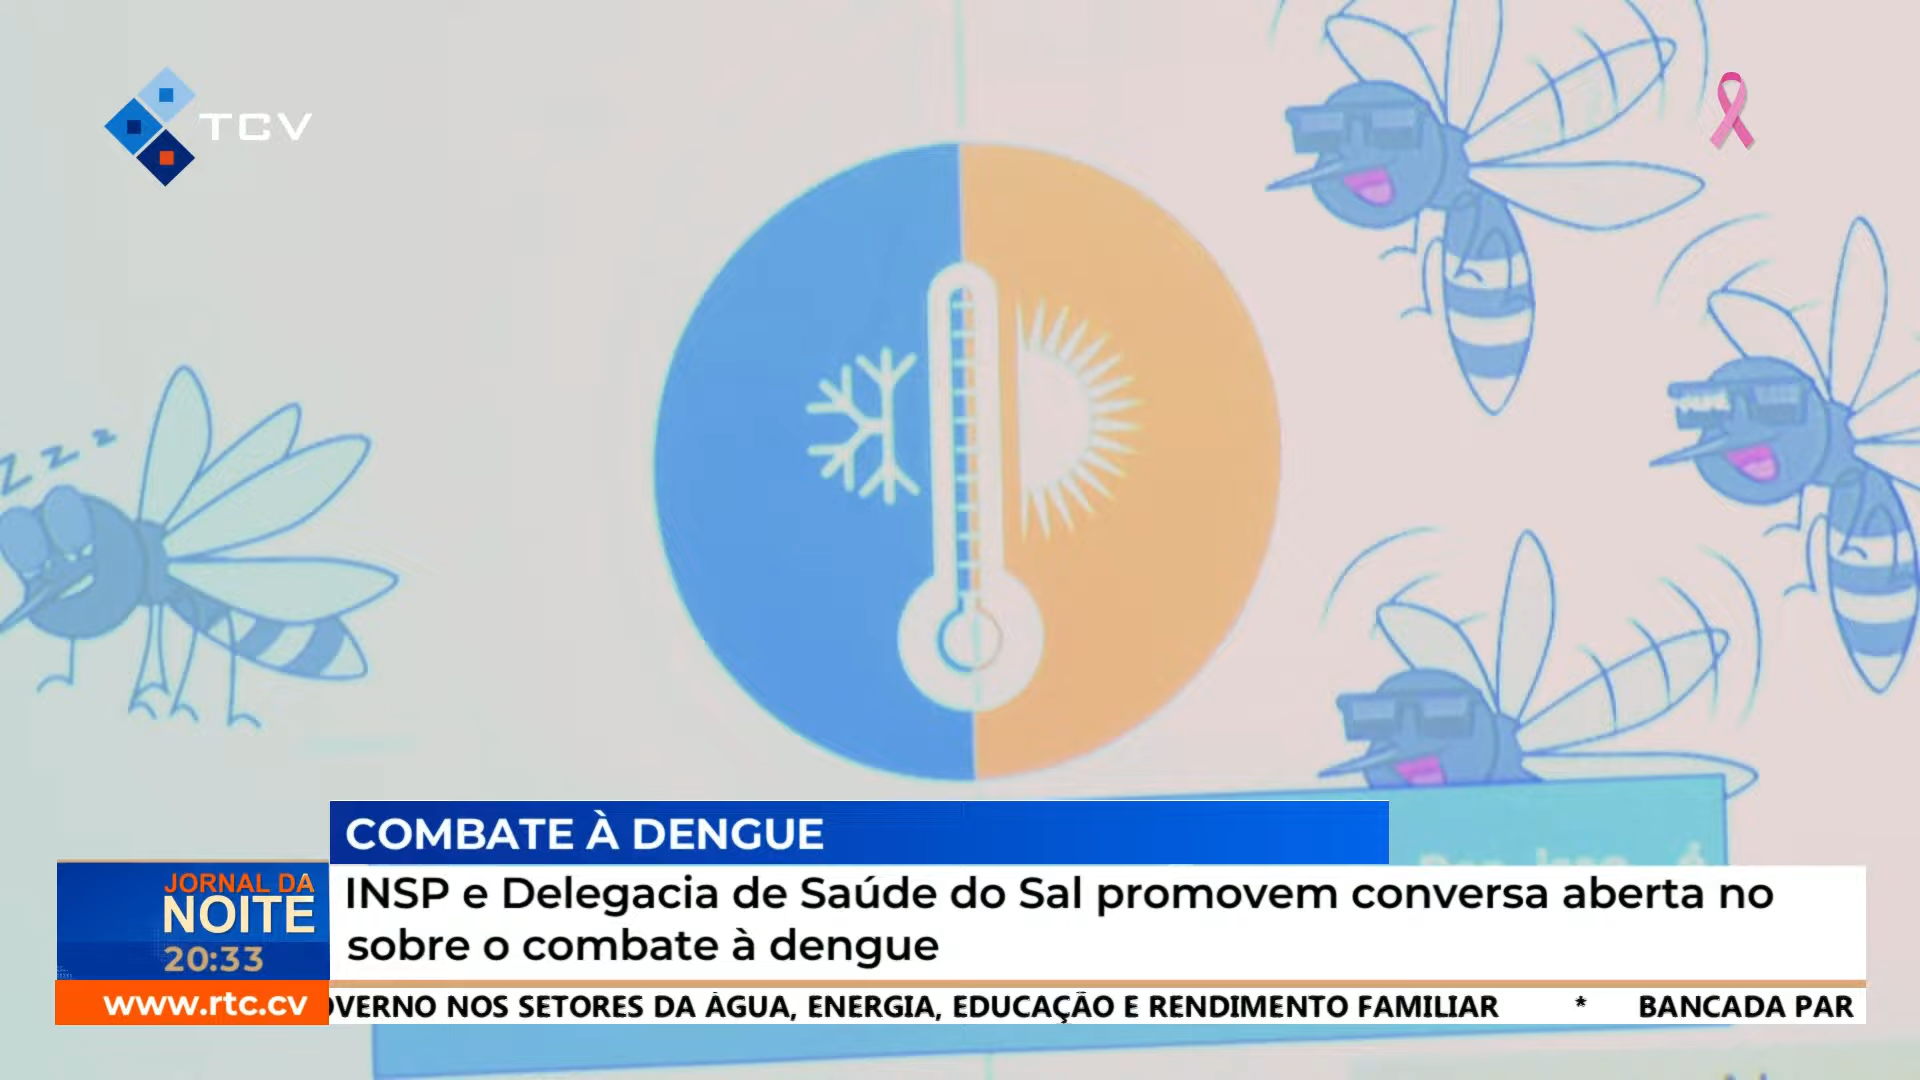 TCV
z z z
COMBATE À DENGUE
INSP e Delegacia de Saúde do Sal promovem conversa aberta no
sobre o combate à dengue
JORNAL DA
NOITE
20:33
www.rtc.cv
OVERNO NOS SETORES DA ÁGUA, ENERGIA, EDUCAÇÃO E RENDIMENTO FAMILIAR * BANCADA PAR